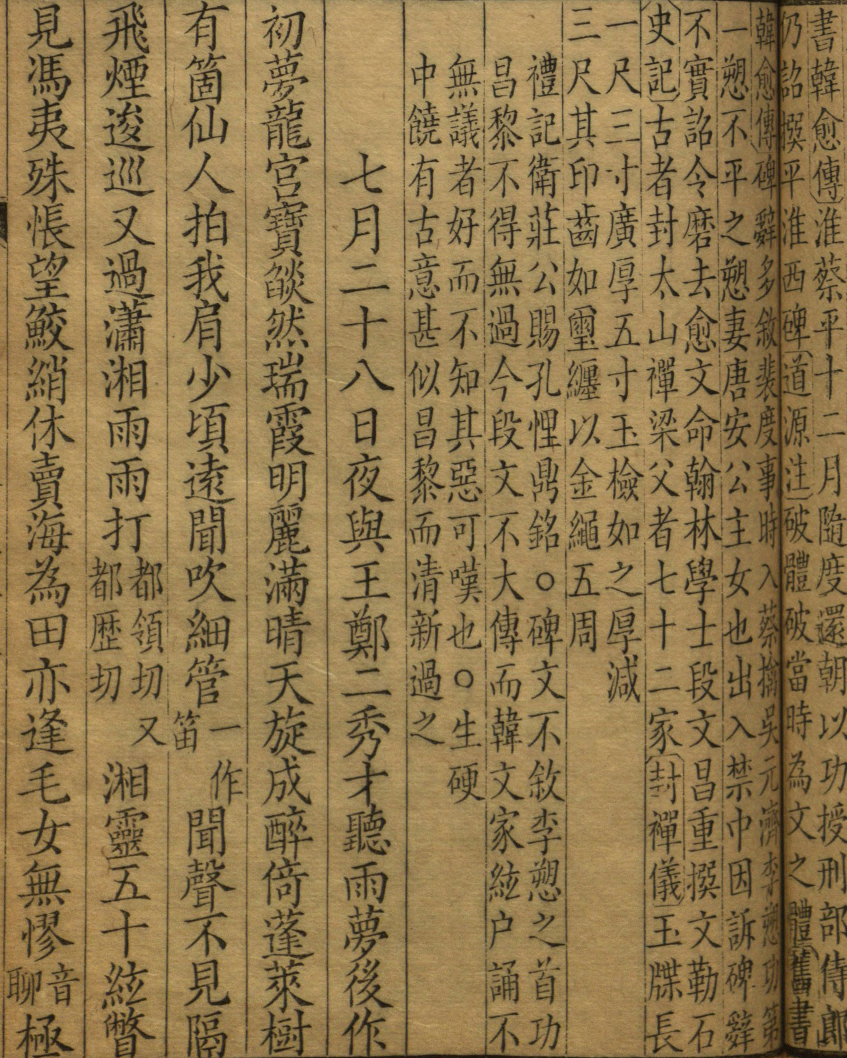 書韓愈傳淮蔡平十二月隨度還朝以功授刑部侍郎
仍詔撰平淮西碑道源注破體破當時為文之體舊書
韓愈傳碑辭多敘裴度事時入蔡擒吳元濟李愬功第
一愬不平之愬妻唐安公主女也出入禁中因訴碑辭
不實詔令磨去愈文命翰林學士段文昌重撰文勒石
史記古者封太山禪梁父者七十二家封禪儀玉牒長
一尺三寸廣厚五寸玉檢如之厚減
三尺其印齒如璽纏以金繩五周
禮記衛莊公賜孔悝鼎銘○碑文不敘李愬之首功
昌黎不得無過今段文不大傳而韓文家絃户誦不
無議者好而不知其惡可嘆也○生硬
中饒有古意甚似昌黎而清新過之
七月二十八日夜與王鄭二秀才聽雨夢後作
初夢龍宮寶燄然瑞霞明麗滿晴天旋成醉倚蓬萊樹
有箇仙人拍我肩少頃遠聞吹細管一作笛聞聲不見隔
飛煙逡巡又過瀟湘雨雨打都領切又都歷切湘靈五十絃瞥
見馮夷殊悵望鮫綃休賣海為田亦逢毛女無憀音聊極